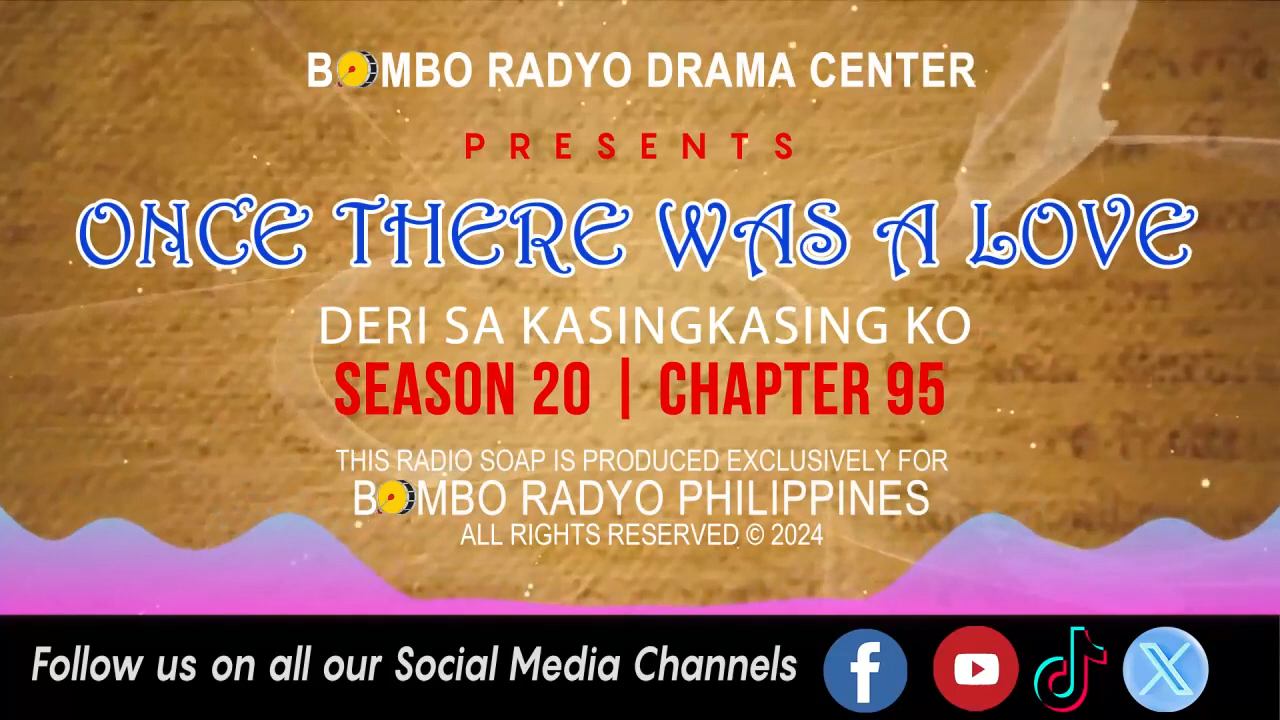 BOMBO RADYO DRAMA CENTER
PRESENTS
ONCE THERE WAS A LOVE
DERI SA KASINGKASING KO
SEASON 20 | CHAPTER 95
THIS RADIO SOAP IS PRODUCED EXCLUSIVELY FOR
BOMBO RADYO PHILIPPINES
ALL RIGHTS RESERVED © 2024
Follow us on all our Social Media Channels